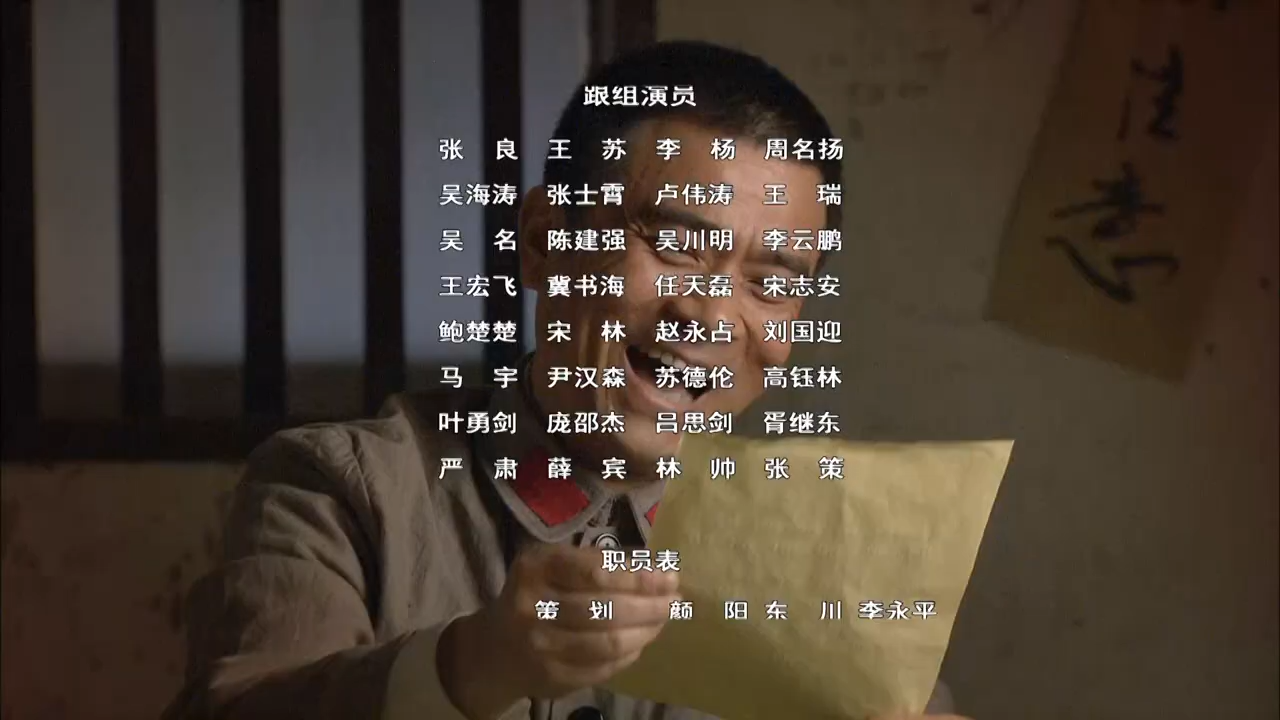 跟组演员
张 良 王 苏 李 杨 周名扬
吴海涛 张士霄 卢伟涛 王 瑞
吴 名 陈建强 吴川明 李云鹏
王宏飞 冀书海 任天磊 宋志安
鲍楚楚 宋 林 赵永占 刘国迎
马 宇 尹汉森 苏德伦 高钰林
叶勇剑 庞邵杰 吕思剑 胥继东
严 肃 薛 宾 林 帅 张 策
职员表
策 划 颜 阳 东 川 李永平